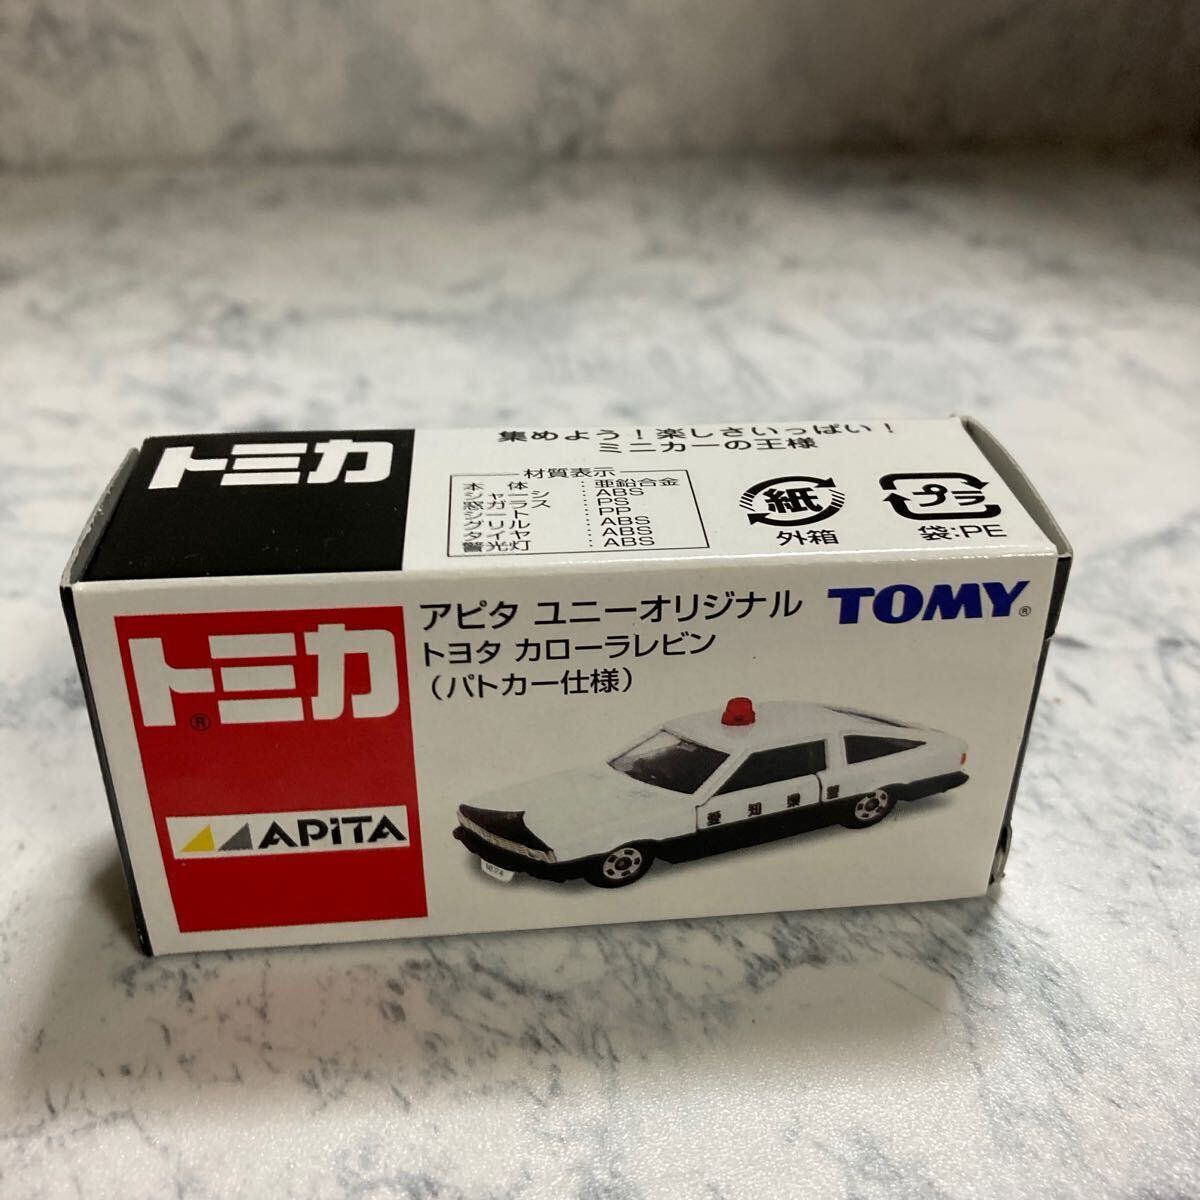 トミカ
集めよう！楽しさいっぱい！
ミニカーの王様
材質表示
本体：亜鉛合金
シャーシ：ABS
窓ガラス：PS
シート：PP
グリル：ABS
タイヤ：ABS
警光灯：ABS
紙
外箱
プラ
袋:PE
トミカ®
APiTA
アピタ ユニーオリジナル
トヨタ カローラレビン
（パトカー仕様）
TOMY®
愛知県警